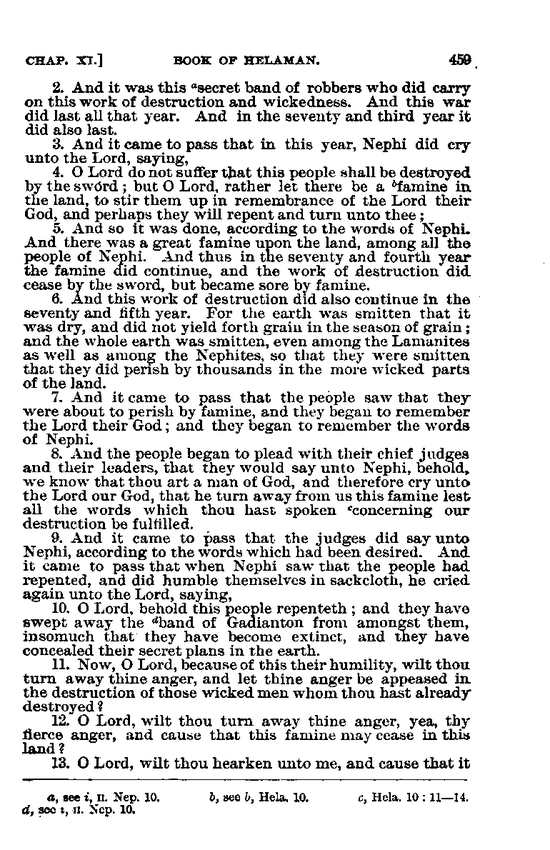 CHAP. XI.] BOOK OF HELAMAN. 459
2. And it was this ᵃsecret band of robbers who did carry
on this work of destruction and wickedness. And this war
did last all that year. And in the seventy and third year it
did also last.
3. And it came to pass that in this year, Nephi did cry
unto the Lord, saying,
4. O Lord do not suffer that this people shall be destroyed
by the sword; but O Lord, rather let there be a ᵇfamine in
the land, to stir them up in remembrance of the Lord their
God, and perhaps they will repent and turn unto thee;
5. And so it was done, according to the words of Nephi.
And there was a great famine upon the land, among all the
people of Nephi. And thus in the seventy and fourth year
the famine did continue, and the work of destruction did
cease by the sword, but became sore by famine.
6. And this work of destruction did also continue in the
seventy and fifth year. For the earth was smitten that it
was dry, and did not yield forth grain in the season of grain;
and the whole earth was smitten, even among the Lamanites
as well as among the Nephites, so that they were smitten
that they did perish by thousands in the more wicked parts
of the land.
7. And it came to pass that the people saw that they
were about to perish by famine, and they began to remember
the Lord their God; and they began to remember the words
of Nephi.
8. And the people began to plead with their chief judges
and their leaders, that they would say unto Nephi, behold,
we know that thou art a man of God, and therefore cry unto
the Lord our God, that he turn away from us this famine lest
all the words which thou hast spoken ᶜconcerning our
destruction be fulfilled.
9. And it came to pass that the judges did say unto
Nephi, according to the words which had been desired. And
it came to pass that when Nephi saw that the people had
repented, and did humble themselves in sackcloth, he cried
again unto the Lord, saying,
10. O Lord, behold this people repenteth; and they have
swept away the ᵈband of Gadianton from amongst them,
insomuch that they have become extinct, and they have
concealed their secret plans in the earth.
11. Now, O Lord, because of this their humility, wilt thou
turn away thine anger, and let thine anger be appeased in
the destruction of those wicked men whom thou hast already
destroyed?
12. O Lord, wilt thou turn away thine anger, yea, thy
fierce anger, and cause that this famine may cease in this
land?
13. O Lord, wilt thou hearken unto me, and cause that it
a, see i, II. Nep. 10. b, see b, Hela. 10. c, Hela. 10:11—14.
d, see i, II. Nep. 10.